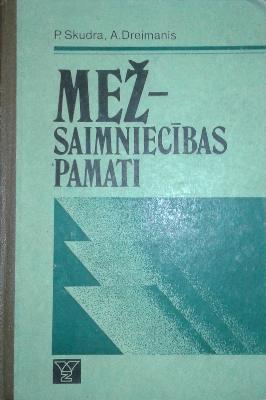 P. Skudra, A. Dreimanis
MEŽ-
SAIMNIECĪBAS
PAMATI